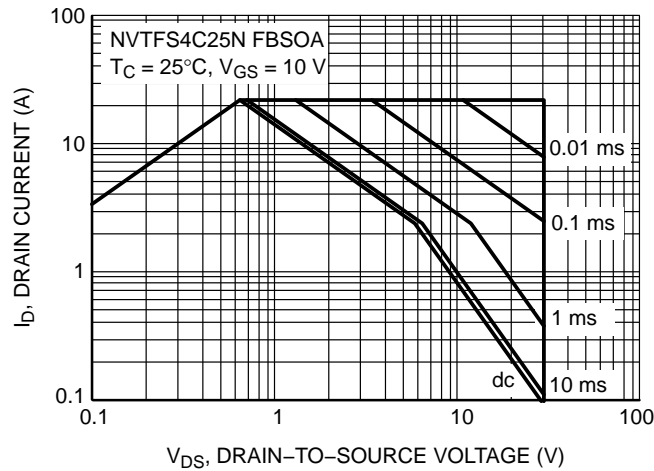 100
NVTFS4C25N FBSOA
T_C = 25°C, V_GS = 10 V
10
0.01 ms
0.1 ms
1
1 ms
dc
10 ms
0.1
0.1
1
10
100
I_D, DRAIN CURRENT (A)
V_DS, DRAIN−TO−SOURCE VOLTAGE (V)